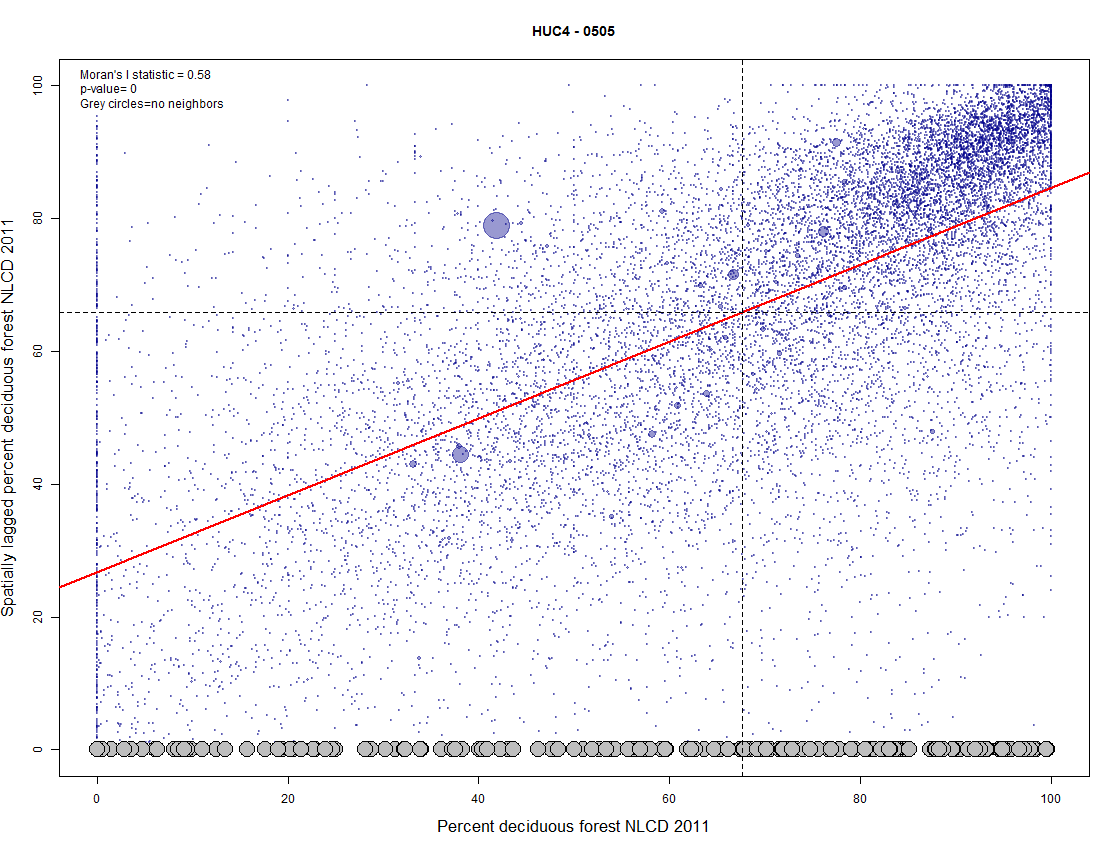 HUC4 - 0505
Moran's I statistic = 0.58
p-value= 0
Grey circles=no neighbors
Spatially lagged percent deciduous forest NLCD 2011
100
80
60
40
20
0
0 20 40 60 80 100
Percent deciduous forest NLCD 2011